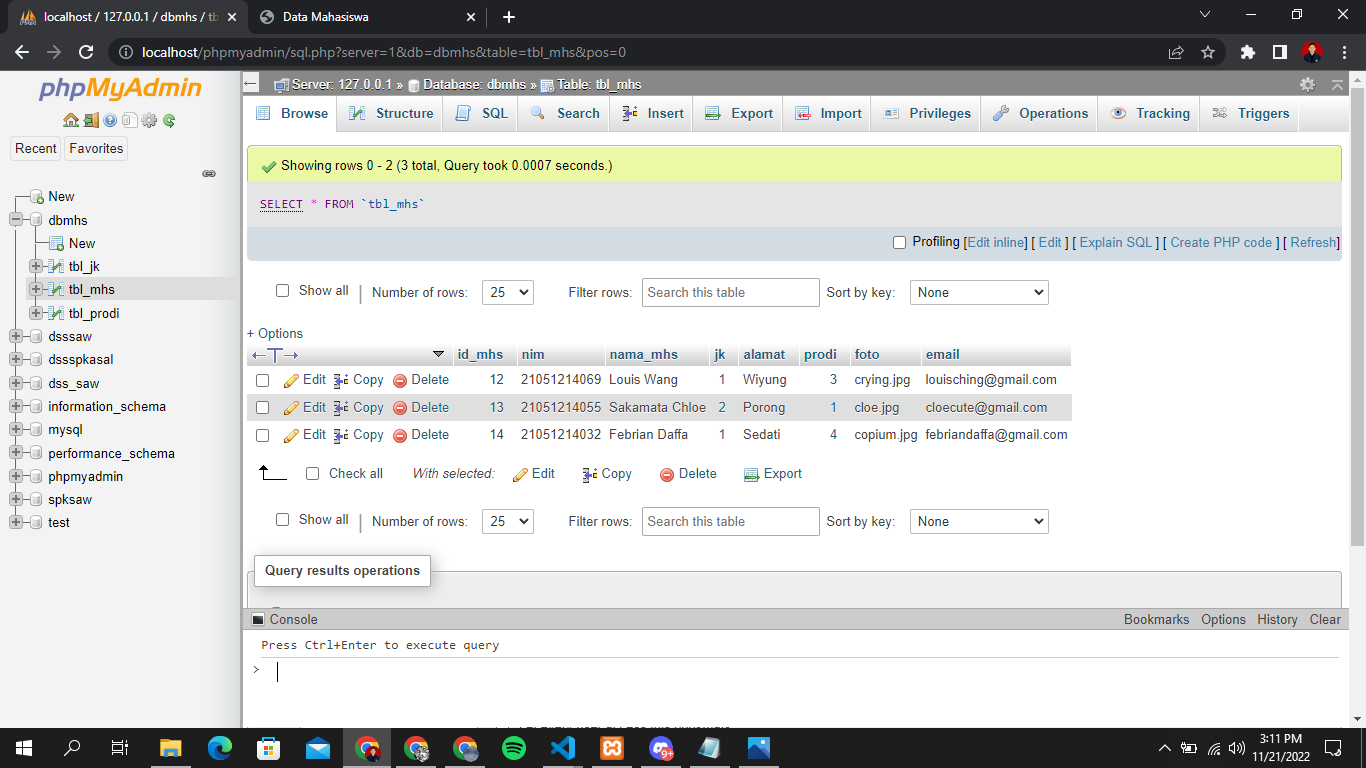 localhost / 127.0.0.1 / dbmhs / tb
Data Mahasiswa
localhost/phpmyadmin/sql.php?server=1&db=dbmhs&table=tbl_mhs&pos=0
phpMyAdmin
Recent Favorites
New
dbmhs
New
tbl_jk
tbl_mhs
tbl_prodi
dsssaw
dssspkasal
dss_saw
information_schema
mysql
performance_schema
phpmyadmin
spksaw
test
Server: 127.0.0.1 » Database: dbmhs » Table: tbl_mhs
Browse Structure SQL Search Insert Export Import Privileges Operations Tracking Triggers
Showing rows 0 - 2 (3 total, Query took 0.0007 seconds.)
SELECT * FROM `tbl_mhs`
Profiling [Edit inline] [ Edit ] [ Explain SQL ] [ Create PHP code ] [ Refresh]
Show all | Number of rows: 25 Filter rows: Search this table Sort by key: None
+ Options
id_mhs nim nama_mhs jk alamat prodi foto email
Edit Copy Delete 12 21051214069 Louis Wang 1 Wiyung 3 crying.jpg louisching@gmail.com
Edit Copy Delete 13 21051214055 Sakamata Chloe 2 Porong 1 cloe.jpg cloecute@gmail.com
Edit Copy Delete 14 21051214032 Febrian Daffa 1 Sedati 4 copium.jpg febriandaffa@gmail.com
Check all With selected: Edit Copy Delete Export
Show all | Number of rows: 25 Filter rows: Search this table Sort by key: None
Query results operations
Console Bookmarks Options History Clear
Press Ctrl+Enter to execute query
>
9+
3:11 PM
11/21/2022